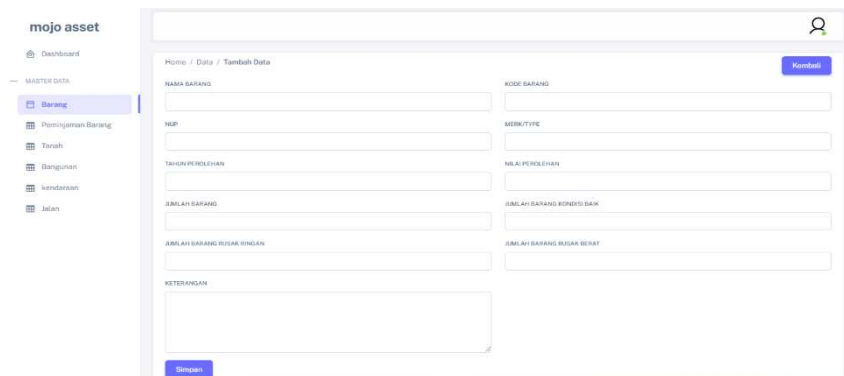 mojo asset
Dashboard
MASTER DATA
Barang
Peminjaman Barang
Tanah
Bangunan
kendaraan
Jalan
Home / Data / Tambah Data
Kembali
NAMA BARANG
KODE BARANG
NUP
MERK/TYPE
TAHUN PEROLEHAN
NILAI PEROLEHAN
JUMLAH BARANG
JUMLAH BARANG KONDISI BAIK
JUMLAH BARANG RUSAK RINGAN
JUMLAH BARANG RUSAK BERAT
KETERANGAN
Simpan